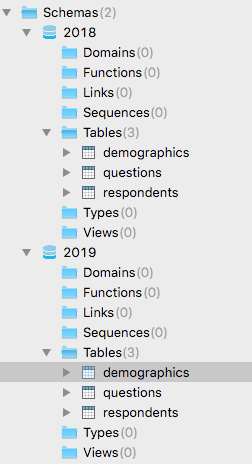 Schemas(2)
2018
Domains(0)
Functions(0)
Links(0)
Sequences(0)
Tables(3)
demographics
questions
respondents
Types(0)
Views(0)
2019
Domains(0)
Functions(0)
Links(0)
Sequences(0)
Tables(3)
demographics
questions
respondents
Types(0)
Views(0)